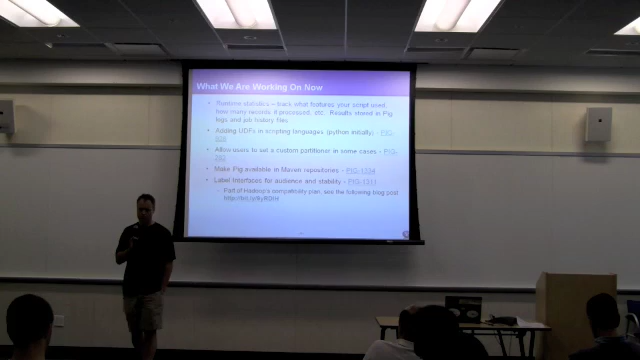 What We Are Working On Now
Runtime statistics – track what features your script used,
how many records it processed, etc. Results stored in Pig
logs and job history files
Adding UDFs in scripting languages (python initially) - PIG-
Allow users to set a custom partitioner in some cases - PIG-
Make Pig available in Maven repositories - PIG-1334
Label interfaces for audience and stability - PIG-1311
Part of Hadoop's compatibility plan, see the following blog post